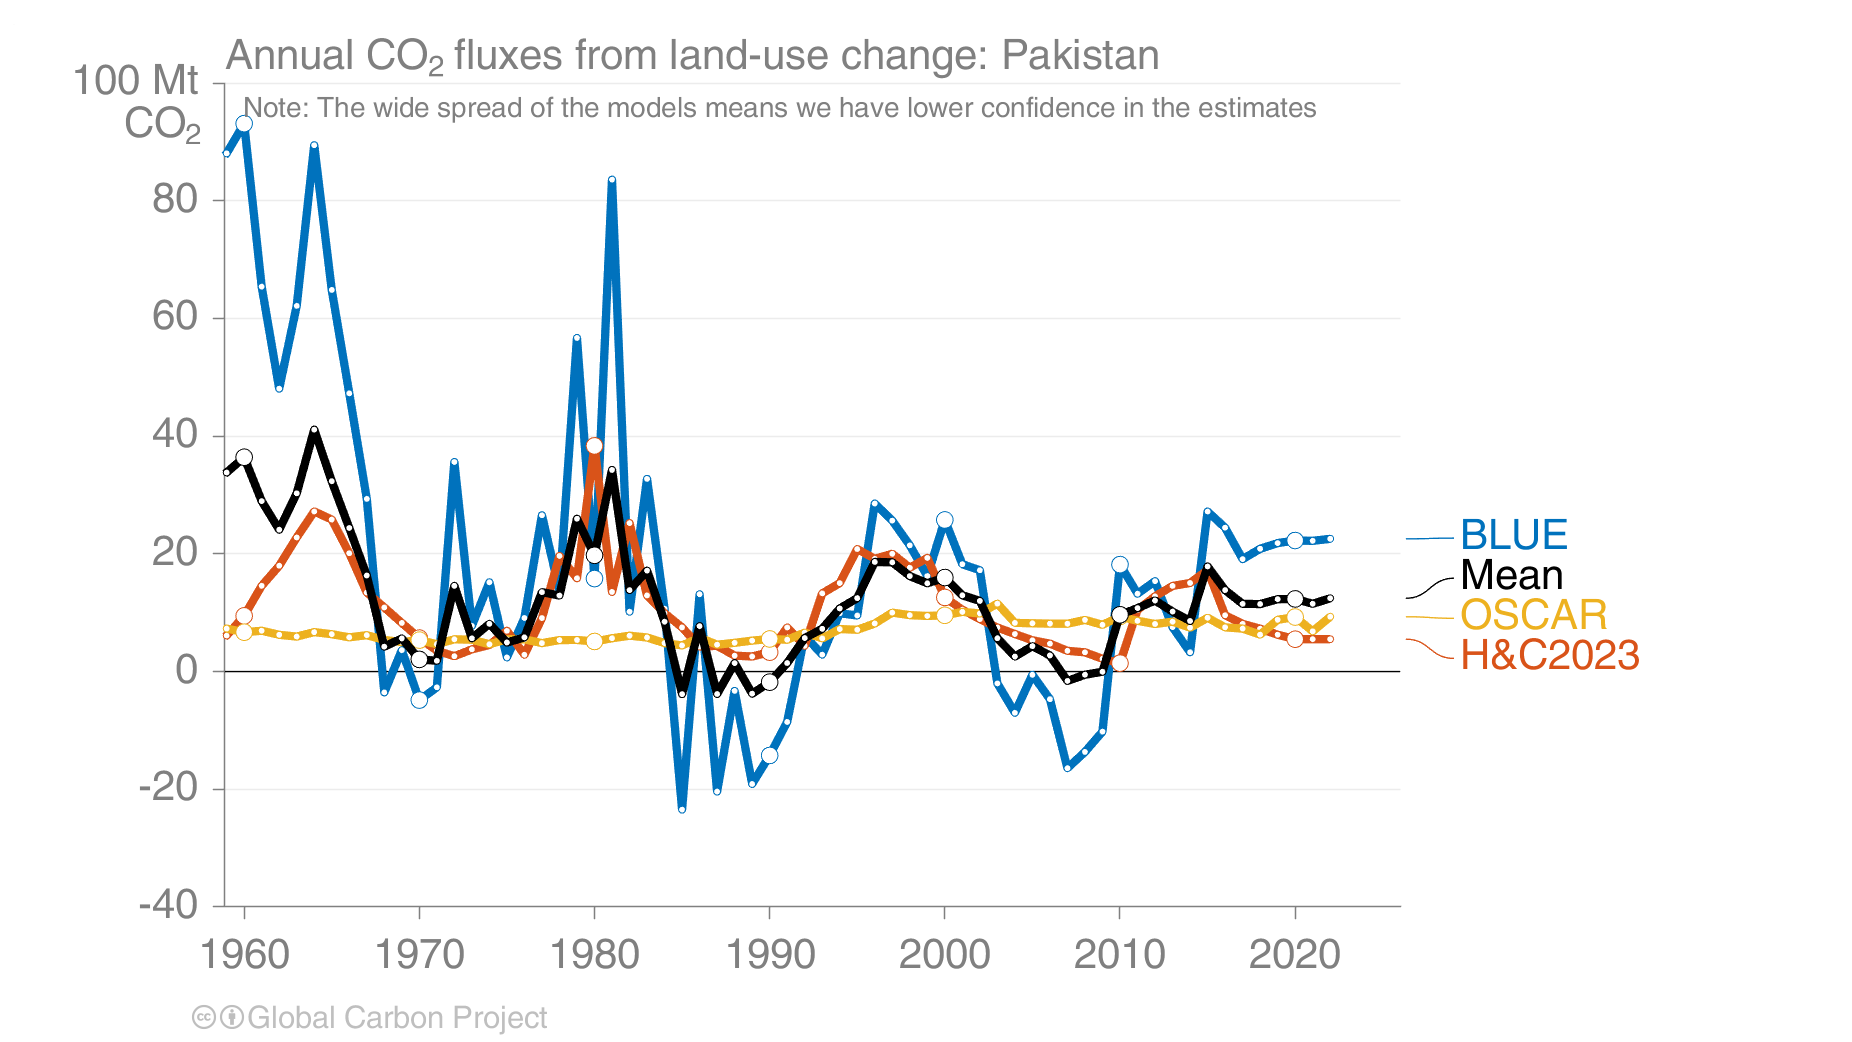 Annual CO₂ fluxes from land-use change: Pakistan
100 Mt
CO₂
Note: The wide spread of the models means we have lower confidence in the estimates
80
60
40
20
0
-20
-40
BLUE
Mean
OSCAR
H&C2023
1960 1970 1980 1990 2000 2010 2020
cc Global Carbon Project